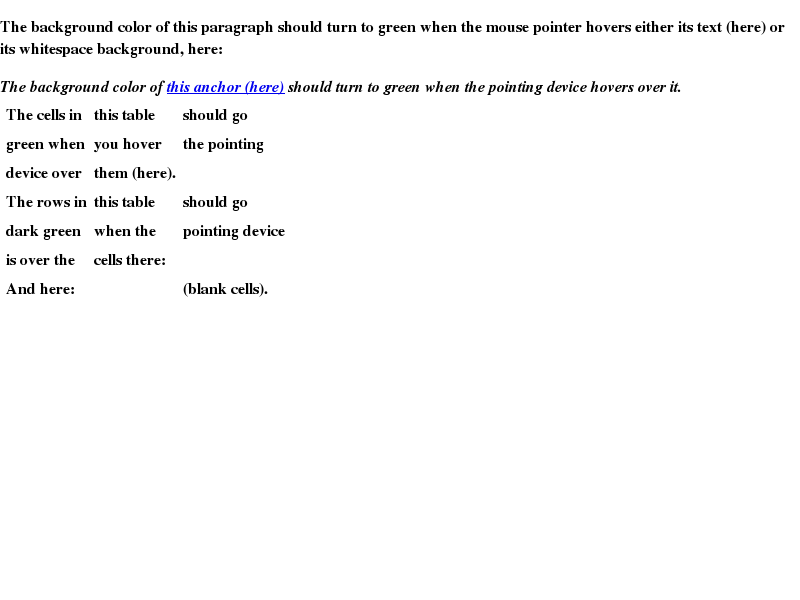 The background color of this paragraph should turn to green when the mouse pointer hovers either its text (here) or
its whitespace background, here:
The background color of this anchor (here) should turn to green when the pointing device hovers over it.
The cells in this table should go
green when you hover the pointing
device over them (here).
The rows in this table should go
dark green when the pointing device
is over the cells there:
And here: (blank cells).